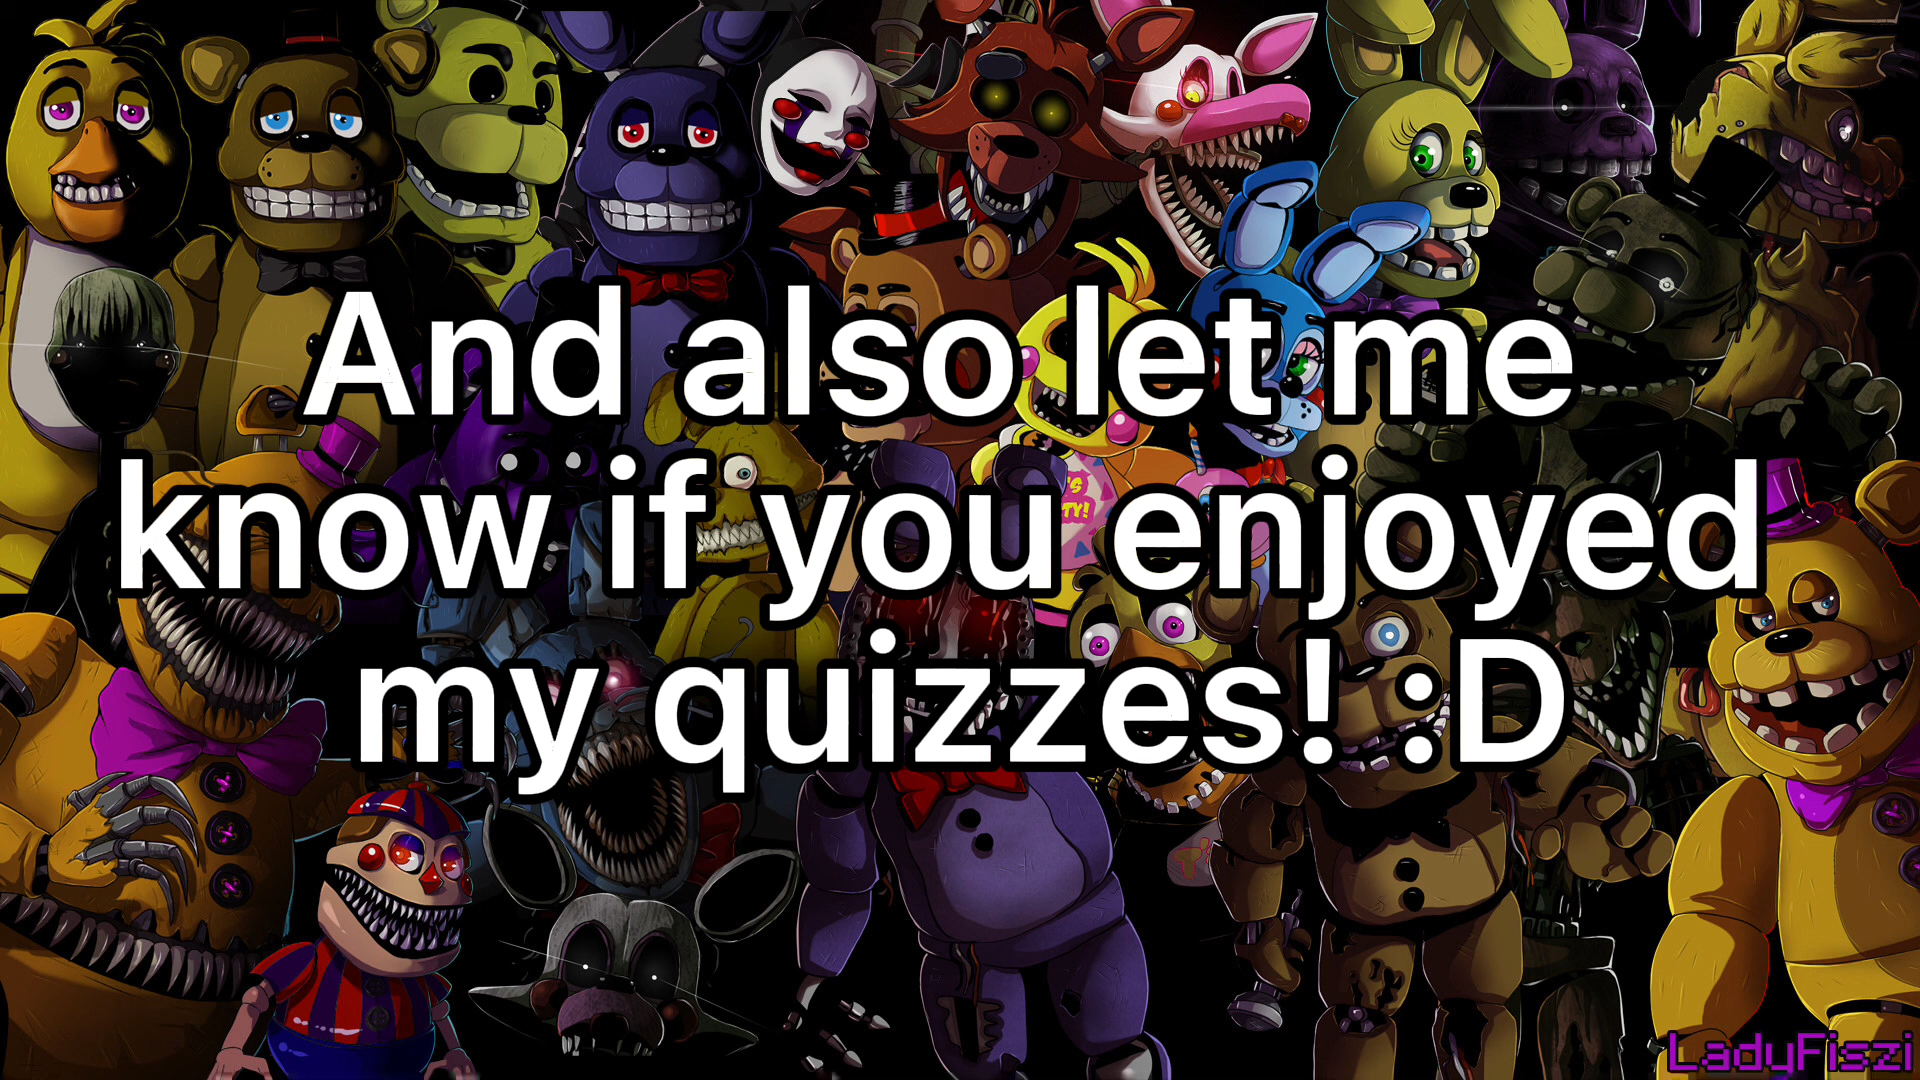 And also let me
know if you enjoyed
my quizzes! :D
LadyFiszi